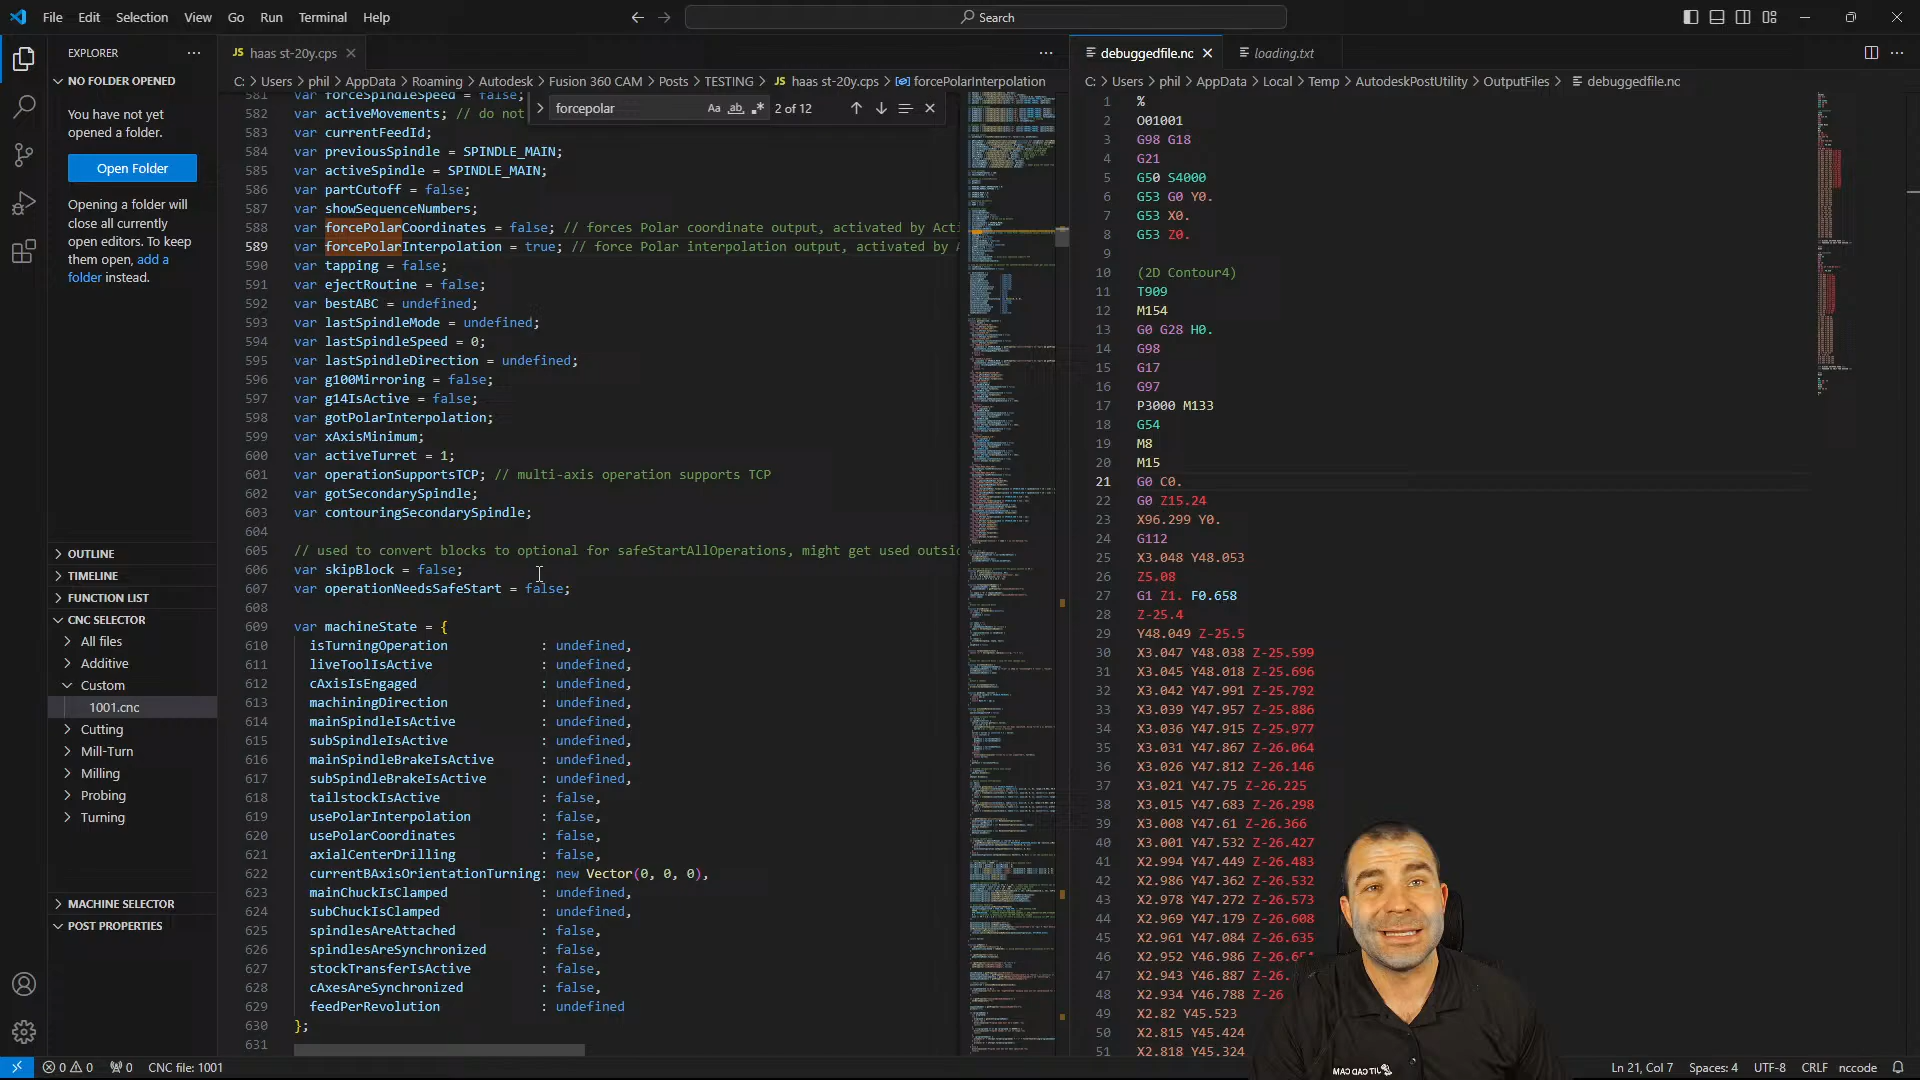 File Edit Selection View Go Run Terminal Help
Search
EXPLORER
NO FOLDER OPENED
You have not yet
opened a folder.
Open Folder
Opening a folder will
close all currently
open editors. To keep
them open, add a
folder instead.
OUTLINE
TIMELINE
FUNCTION LIST
CNC SELECTOR
All files
Additive
Custom
1001.cnc
Cutting
Mill-Turn
Milling
Probing
Turning
MACHINE SELECTOR
POST PROPERTIES
JS haas st-20y.cps
C: > Users > phil > AppData > Roaming > Autodesk > Fusion 360 CAM > Posts > TESTING > JS haas st-20y.cps > forcePolarInterpolation
forcepolar Aa ab 2 of 12
581 var forceSpindleSpeed = false;
582 var activeMovements; // do not
583 var currentFeedId;
584 var previousSpindle = SPINDLE_MAIN;
585 var activeSpindle = SPINDLE_MAIN;
586 var partCutoff = false;
587 var showSequenceNumbers;
588 var forcePolarCoordinates = false; // forces Polar coordinate output, activated by Acti
589 var forcePolarInterpolation = true; // force Polar interpolation output, activated by
590 var tapping = false;
591 var ejectRoutine = false;
592 var bestABC = undefined;
593 var lastSpindleMode = undefined;
594 var lastSpindleSpeed = 0;
595 var lastSpindleDirection = undefined;
596 var g100Mirroring = false;
597 var g14IsActive = false;
598 var gotPolarInterpolation;
599 var xAxisMinimum;
600 var activeTurret = 1;
601 var operationSupportsTCP; // multi-axis operation supports TCP
602 var gotSecondarySpindle;
603 var contouringSecondarySpindle;
604
605 // used to convert blocks to optional for safeStartAllOperations, might get used outsi
606 var skipBlock = false;
607 var operationNeedsSafeStart = false;
608
609 var machineState = {
610 isTurningOperation : undefined,
611 liveToolIsActive : undefined,
612 cAxisIsEngaged : undefined,
613 machiningDirection : undefined,
614 mainSpindleIsActive : undefined,
615 subSpindleIsActive : undefined,
616 mainSpindleBrakeIsActive : undefined,
617 subSpindleBrakeIsActive : undefined,
618 tailstockIsActive : false,
619 usePolarInterpolation : false,
620 usePolarCoordinates : false,
621 axialCenterDrilling : false,
622 currentBAxisOrientationTurning: new Vector(0, 0, 0),
623 mainChuckIsClamped : undefined,
624 subChuckIsClamped : undefined,
625 spindlesAreAttached : false,
626 spindlesAreSynchronized : false,
627 stockTransferIsActive : false,
628 cAxesAreSynchronized : false,
629 feedPerRevolution : undefined
630 };
631
debuggedfile.nc loading.txt
C: > Users > phil > AppData > Local > Temp > AutodeskPostUtility > OutputFiles > debuggedfile.nc
1 %
2 O01001
3 G98 G18
4 G21
5 G50 S4000
6 G53 G0 Y0.
7 G53 X0.
8 G53 Z0.
9
10 (2D Contour4)
11 T909
12 M154
13 G0 G28 H0.
14 G98
15 G17
16 G97
17 P3000 M133
18 G54
19 M8
20 M15
21 G0 C0.
22 G0 Z15.24
23 X96.299 Y0.
24 G112
25 X3.048 Y48.053
26 Z5.08
27 G1 Z1. F0.658
28 Z-25.4
29 Y48.049 Z-25.5
30 X3.047 Y48.038 Z-25.599
31 X3.045 Y48.018 Z-25.696
32 X3.042 Y47.991 Z-25.792
33 X3.039 Y47.957 Z-25.886
34 X3.036 Y47.915 Z-25.977
35 X3.031 Y47.867 Z-26.064
36 X3.026 Y47.812 Z-26.146
37 X3.021 Y47.75 Z-26.225
38 X3.015 Y47.683 Z-26.298
39 X3.008 Y47.61 Z-26.366
40 X3.001 Y47.532 Z-26.427
41 X2.994 Y47.449 Z-26.483
42 X2.986 Y47.362 Z-26.532
43 X2.978 Y47.272 Z-26.573
44 X2.969 Y47.179 Z-26.608
45 X2.961 Y47.084 Z-26.635
46 X2.952 Y46.986
47 X2.943 Y46.887 Z-26.
48 X2.934 Y46.788 Z-26
49 X2.82 Y45.523
50 X2.815 Y45.424
51 X2.818 Y45.324
0 0 0 CNC file: 1001
Ln 21, Col 7 Spaces: 4 UTF-8 CRLF nccode